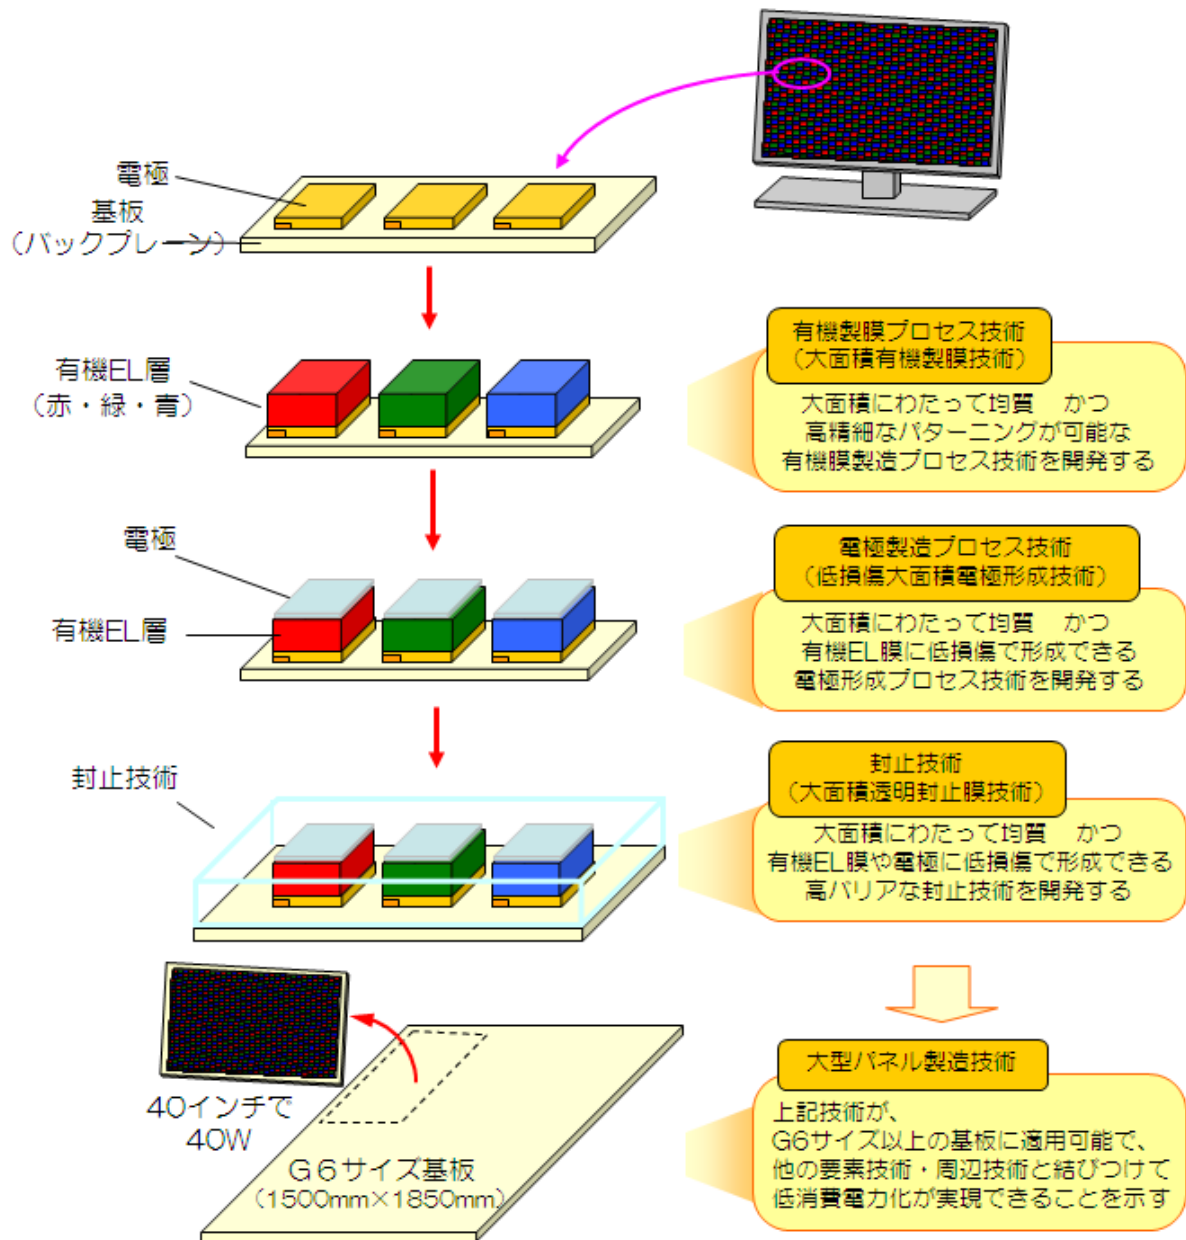 電極
基板
（バックプレーン）
有機EL層
（赤・緑・青）
有機製膜プロセス技術
（大面積有機製膜技術）
大面積にわたって均質　かつ
高精細なパターニングが可能な
有機膜製造プロセス技術を開発する
電極
有機EL層
電極製造プロセス技術
（低損傷大面積電極形成技術）
大面積にわたって均質　かつ
有機EL膜に低損傷で形成できる
電極形成プロセス技術を開発する
封止技術
封止技術
（大面積透明封止膜技術）
大面積にわたって均質　かつ
有機EL膜や電極に低損傷で形成できる
高バリアな封止技術を開発する
40インチで
40W
G６サイズ基板
（1500mm×1850mm）
大型パネル製造技術
上記技術が、
G6サイズ以上の基板に適用可能で、
他の要素技術・周辺技術と結びつけて
低消費電力化が実現できることを示す